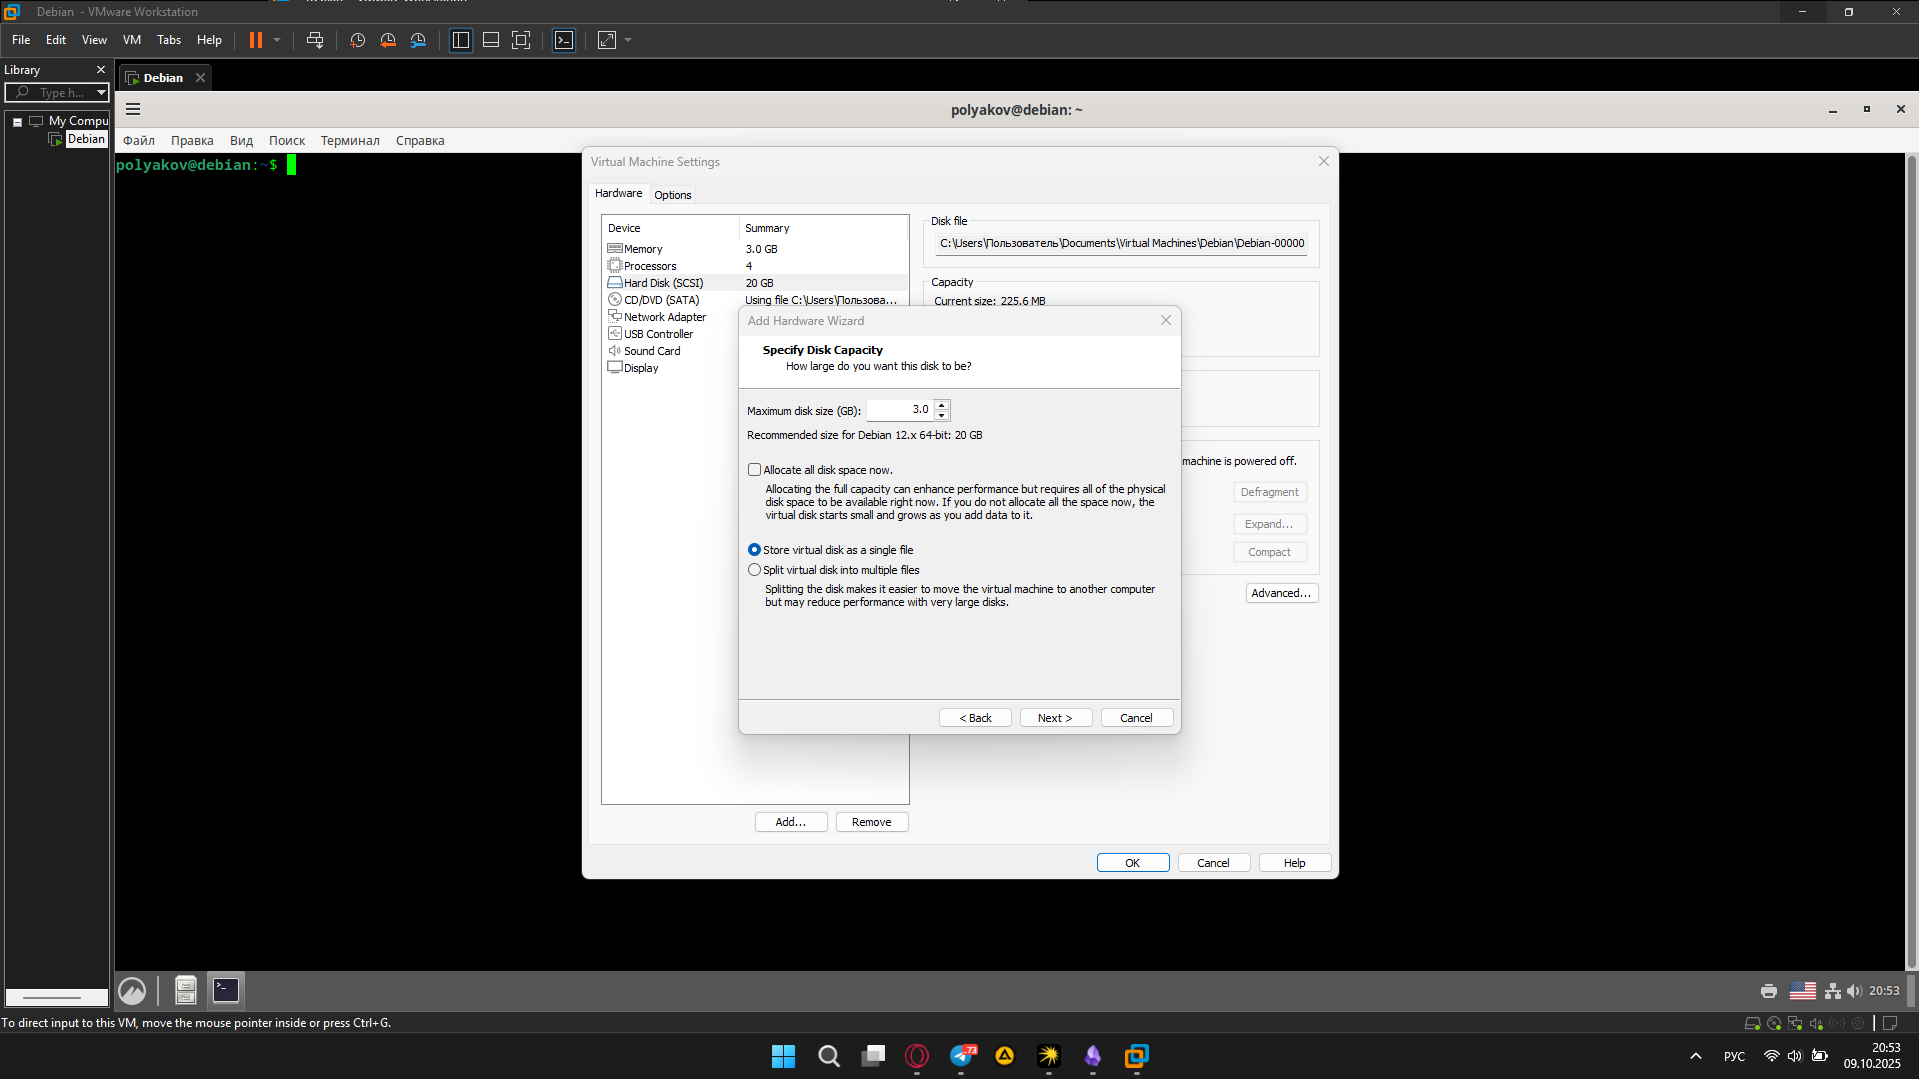 Debian - VMware Workstation
File Edit View VM Tabs Help
Library
Debian
Type h...
My Compu
Debian
polyakov@debian: ~
Файл Правка Вид Поиск Терминал Справка
polyakov@debian:~$
Virtual Machine Settings
Hardware
Options
Device
Summary
Memory
3.0 GB
Processors
4
Hard Disk (SCSI)
20 GB
CD/DVD (SATA)
Using file C:\Users\Пользова...
Network Adapter
USB Controller
Sound Card
Display
Disk file
C:\Users\Пользователь\Documents\Virtual Machines\Debian\Debian-00000
Capacity
Current size: 225.6 MB
machine is powered off.
Defragment
Expand...
Compact
Advanced...
Add Hardware Wizard
Specify Disk Capacity
How large do you want this disk to be?
Maximum disk size (GB):
3.0
Recommended size for Debian 12.x 64-bit: 20 GB
Allocate all disk space now.
Allocating the full capacity can enhance performance but requires all of the physical
disk space to be available right now. If you do not allocate all the space now, the
virtual disk starts small and grows as you add data to it.
Store virtual disk as a single file
Split virtual disk into multiple files
Splitting the disk makes it easier to move the virtual machine to another computer
but may reduce performance with very large disks.
< Back
Next >
Cancel
Add...
Remove
OK
Cancel
Help
20:53
To direct input to this VM, move the mouse pointer inside or press Ctrl+G.
73
РУС
20:53
09.10.2025